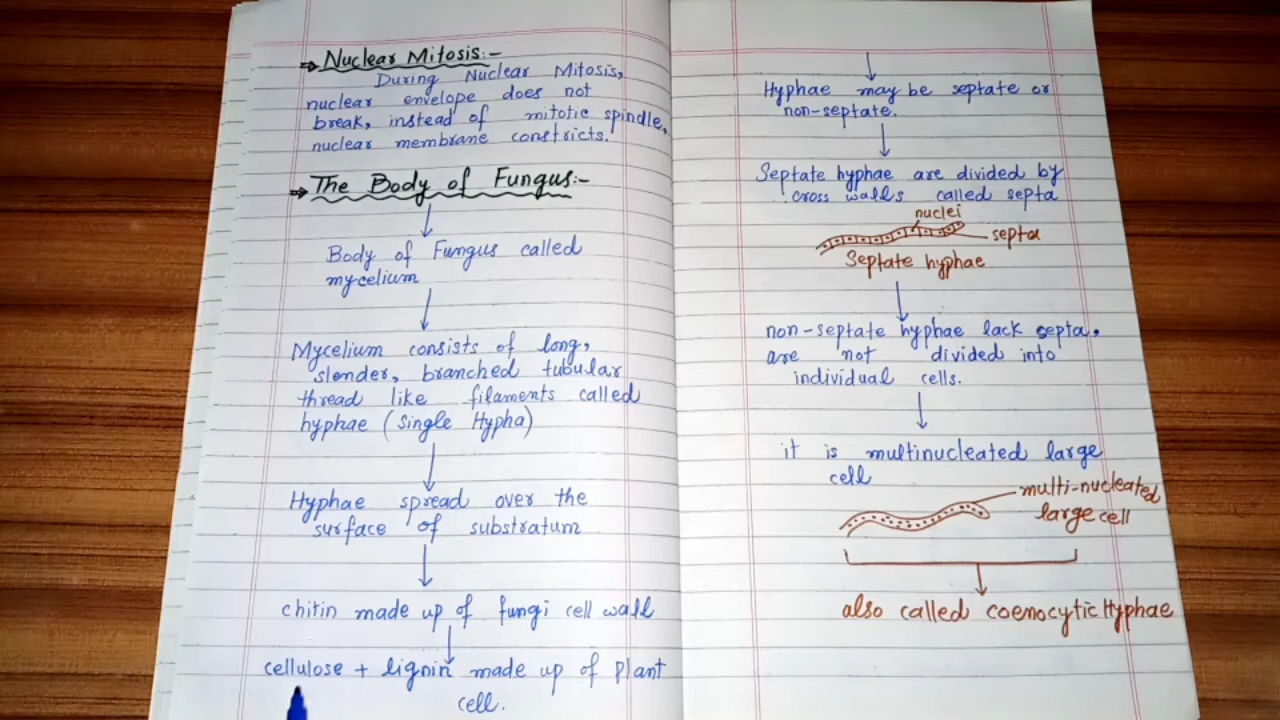 ⇒ Nuclear Mitosis:-
During Nuclear Mitosis,
nuclear envelope does not
break, instead of mitotic spindle,
nuclear membrane constricts.
⇒ The Body of Fungus:-
Body of Fungus called
mycelium
Mycelium consists of long,
slender, branched tubular
thread like filaments called
hyphae (single Hypha)
Hyphae spread over the
surface of substratum
chitin made up of fungi cell wall
cellulose + lignin made up of plant
cell.
Hyphae may be septate or
non-septate.
Septate hyphae are divided by
cross walls called septa
nuclei
septa
Septate hyphae
non-septate hyphae lack septa,
are not divided into
individual cells.
it is multinucleated large
cell
multi-nucleated
large cell
also called coenocytic Hyphae